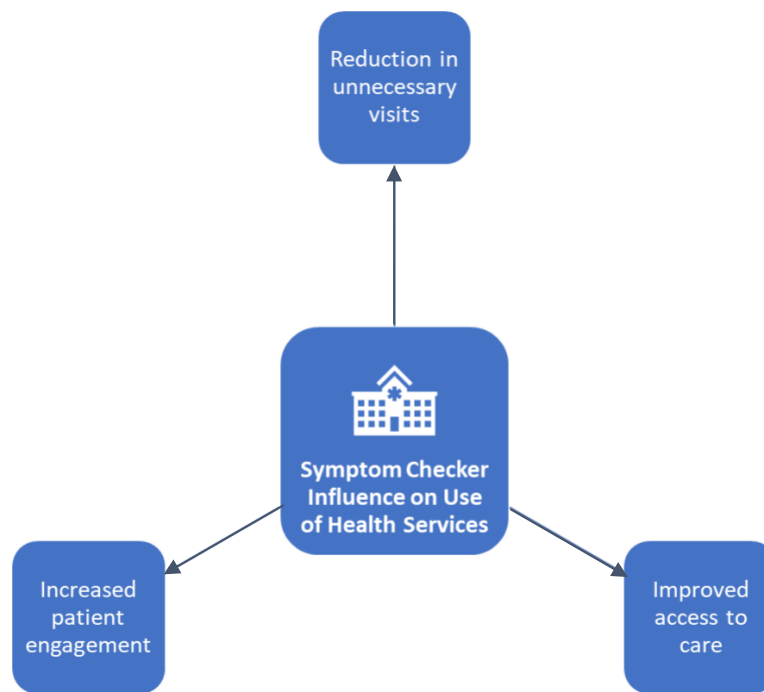 Reduction in
unnecessary
visits
Symptom Checker
Influence on Use
of Health Services
Increased
patient
engagement
Improved
access to
care